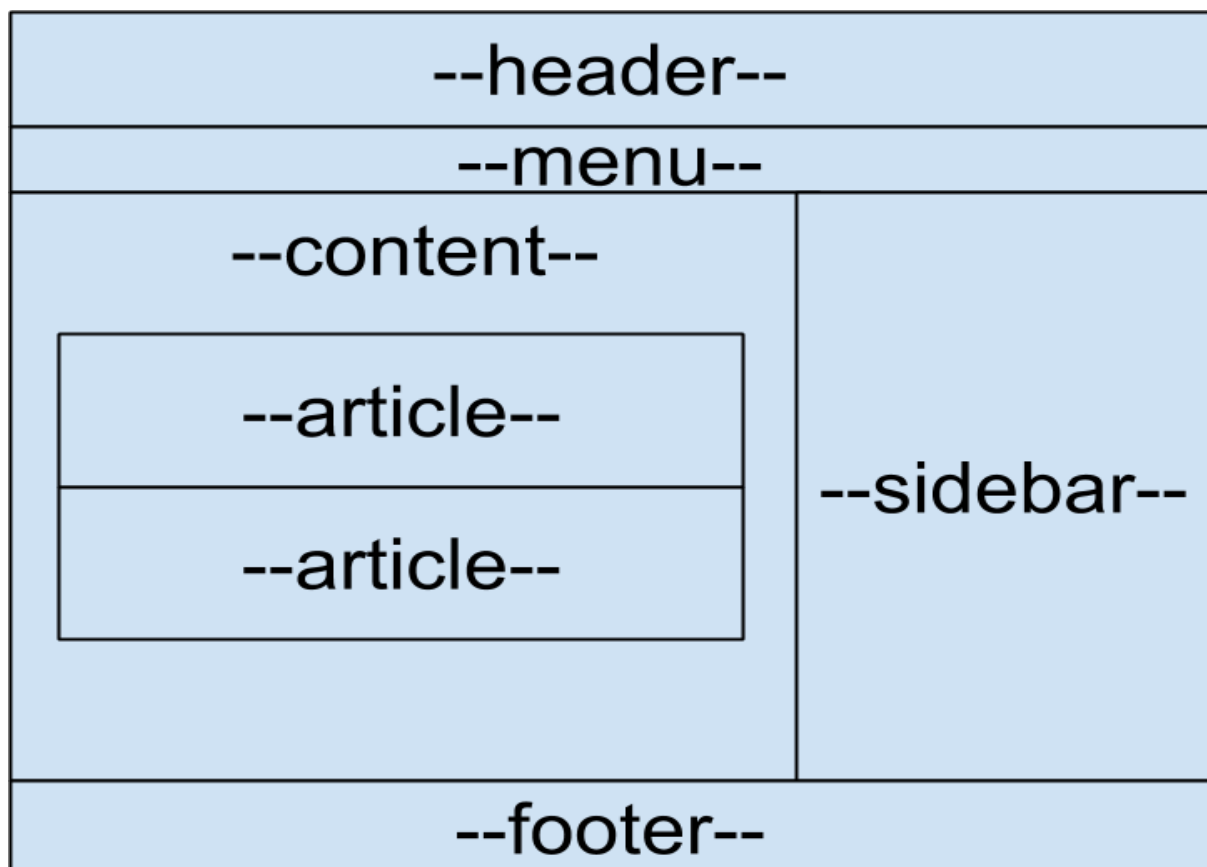 --header--
--menu--
--content--
--article--
--article--
--sidebar--
--footer--